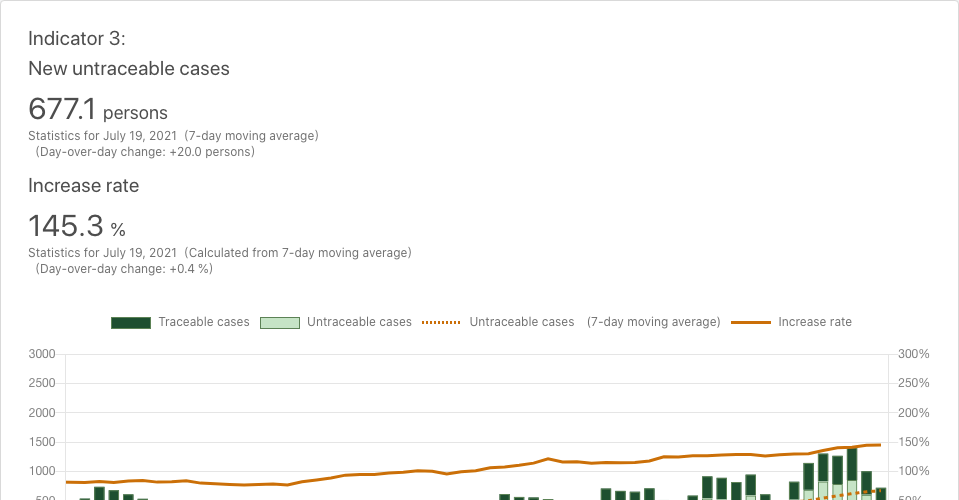 Indicator 3:
New untraceable cases
677.1 persons
Statistics for July 19, 2021 (7-day moving average)
(Day-over-day change: +20.0 persons)
Increase rate
145.3 %
Statistics for July 19, 2021 (Calculated from 7-day moving average)
(Day-over-day change: +0.4 %)
Traceable cases Untraceable cases Untraceable cases (7-day moving average) Increase rate
3000 300%
2500 250%
2000 200%
1500 150%
1000 100%
500 50%